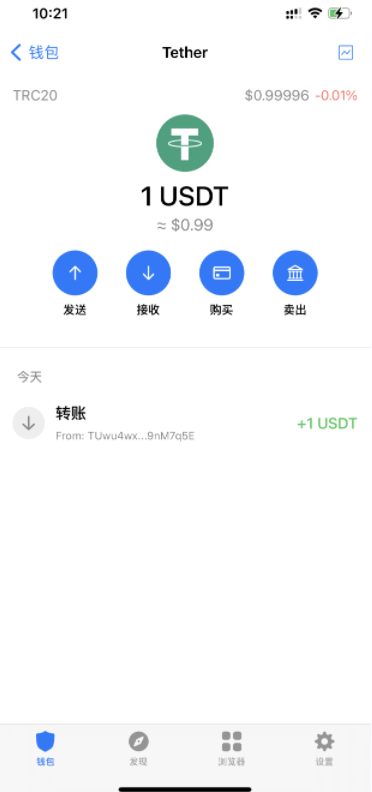 10:21
钱包
Tether
TRC20
$0.99996 -0.01%
1 USDT
≈ $0.99
发送 接收 购买 卖出
今天
转账
+1 USDT
From: TUwu4wx...9nM7q5E
钱包 发现 浏览器 设置